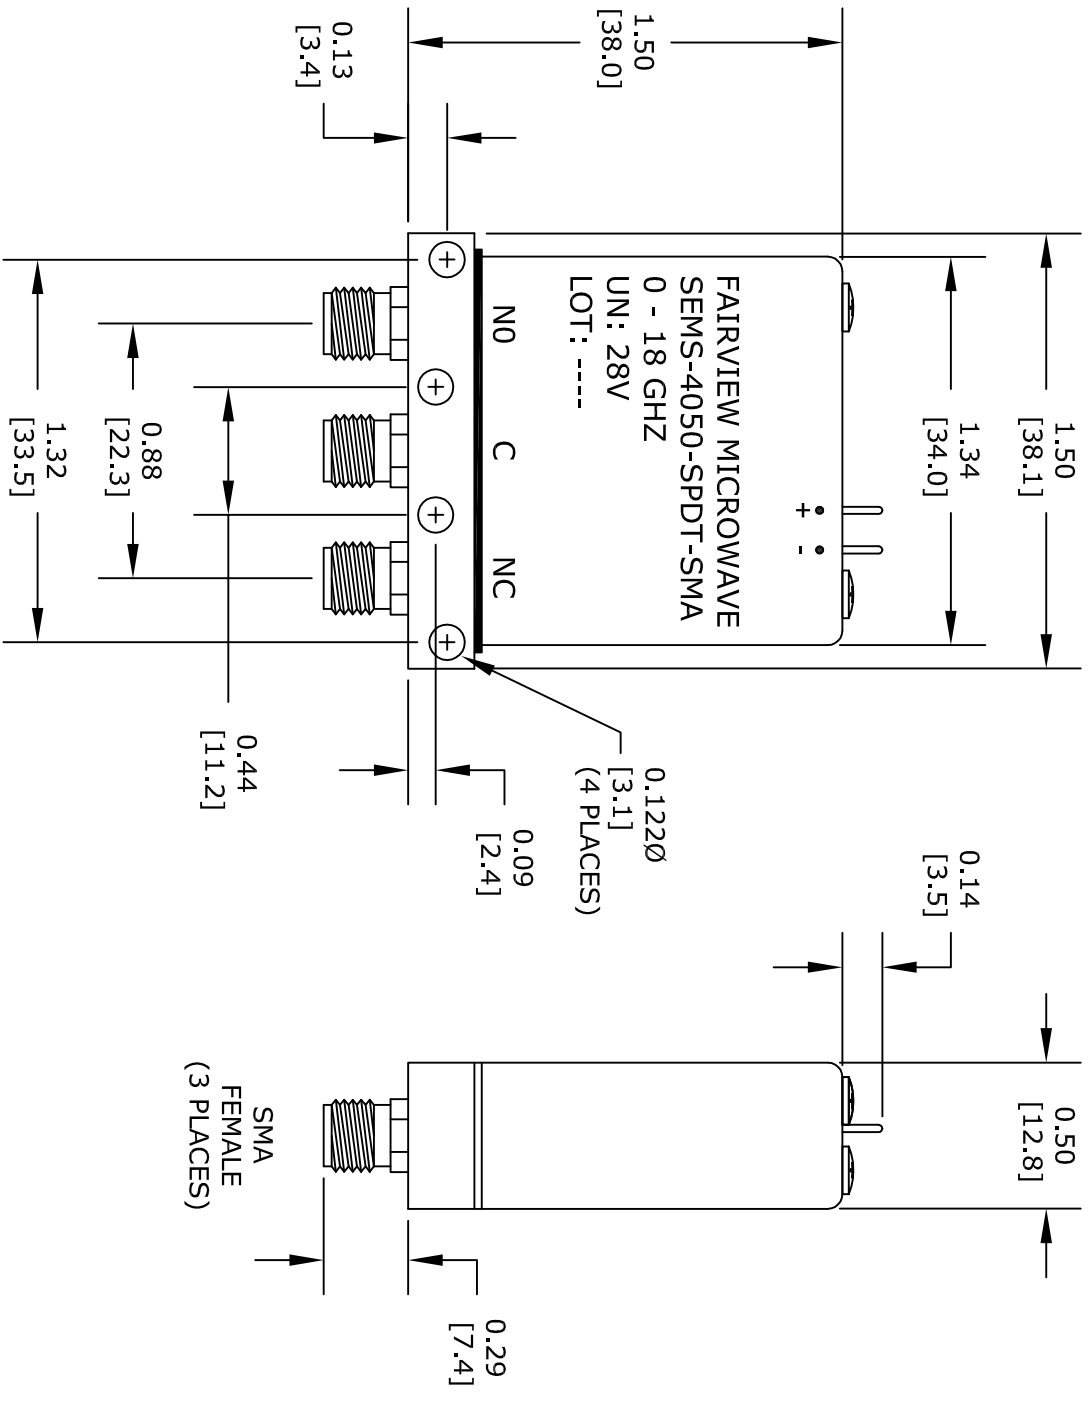 1.50
[38.1]
1.34
[34.0]
0.14
[3.5]
0.50
[12.8]
+
-
FAIRVIEW MICROWAVE
SEMS-4050-SPDT-SMA
0 - 18 GHZ
UN: 28V
LOT: ----
1.50
[38.0]
0.122Ø
[3.1]
(4 PLACES)
N0
C
NC
0.13
[3.4]
0.09
[2.4]
0.29
[7.4]
0.44
[11.2]
0.88
[22.3]
1.32
[33.5]
SMA
FEMALE
(3 PLACES)